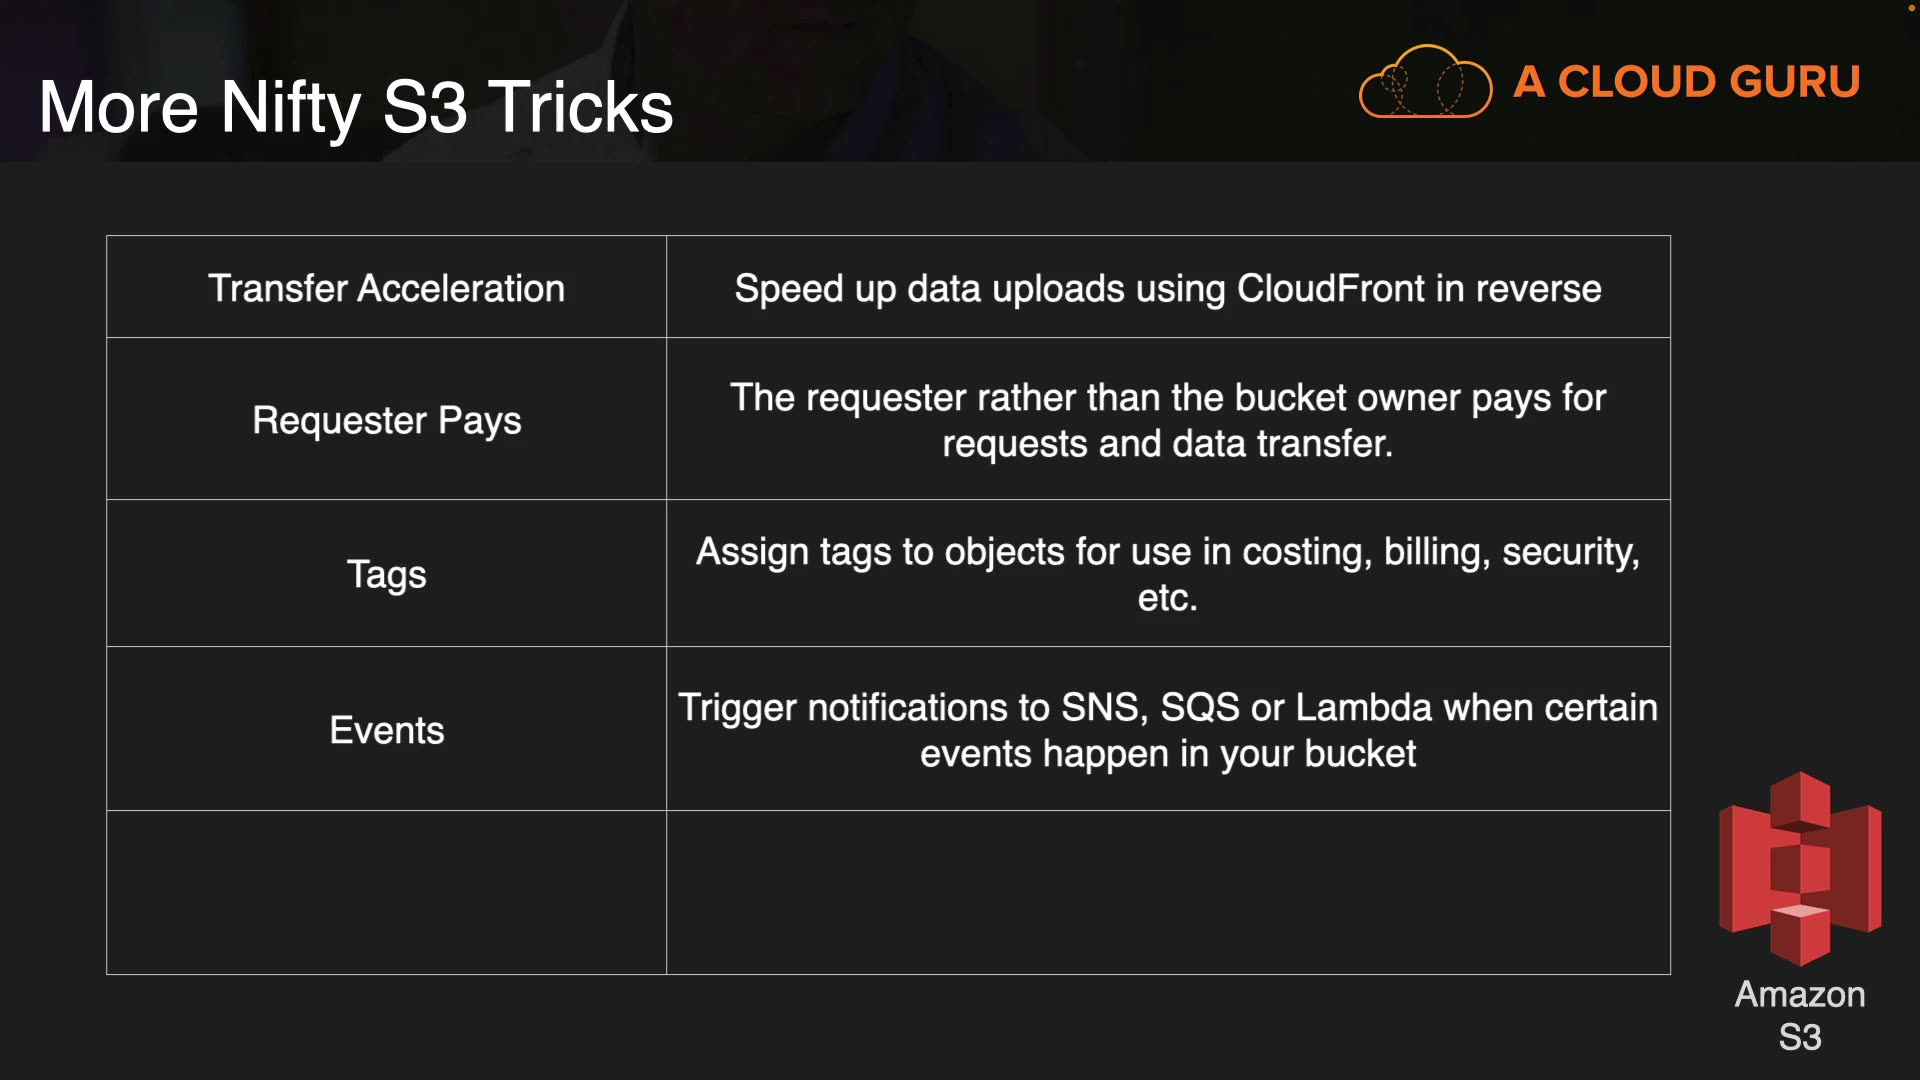 More Nifty S3 Tricks
A CLOUD GURU
Transfer Acceleration
Speed up data uploads using CloudFront in reverse
Requester Pays
The requester rather than the bucket owner pays for
requests and data transfer.
Tags
Assign tags to objects for use in costing, billing, security,
etc.
Events
Trigger notifications to SNS, SQS or Lambda when certain
events happen in your bucket
Amazon
S3